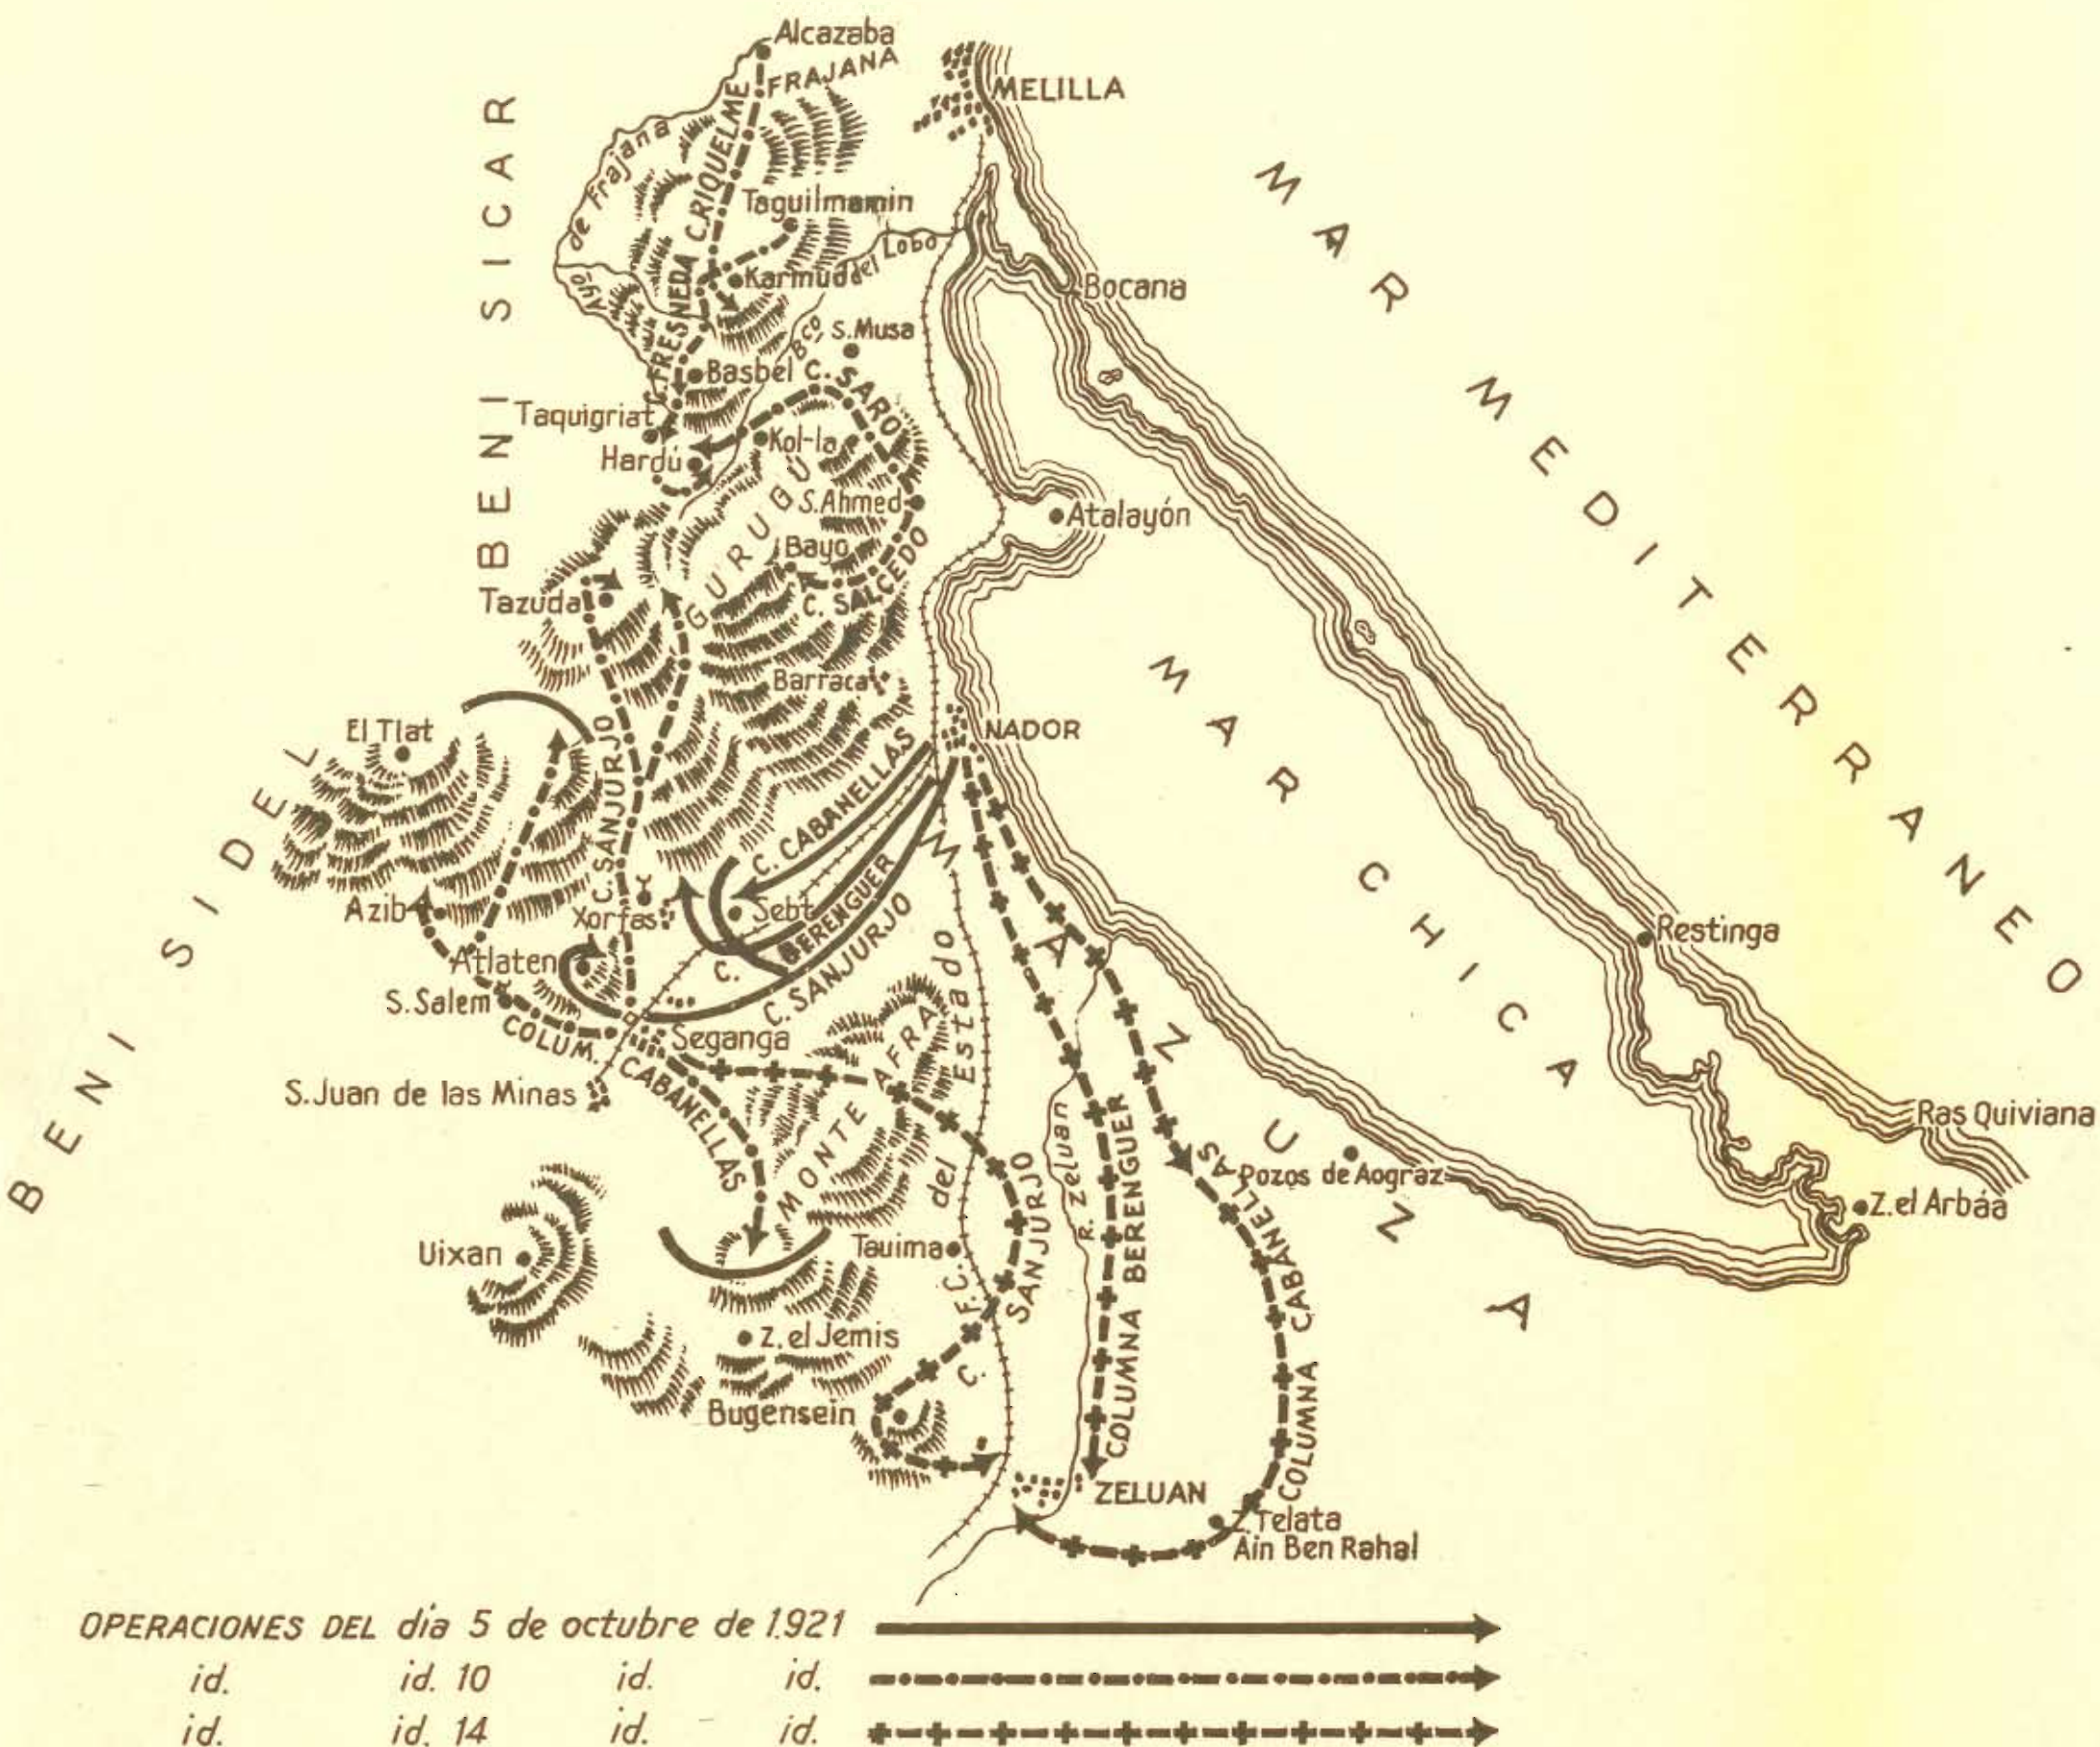 Alcazaba
FRAJANA
MELILLA
BENI SICAR
de Frajana
C. RIQUELME
Taguilmamin
MAR MEDITERRANEO
Lobo
del
Karmud
Bocana
C. FRESNEDA
Bco.
S. Musa
Basbel
C. SARO
Taquigriat
Kol-la
Hardú
GURUGÚ
S. Ahmed
Atalayón
Bayo
C. SALCEDO
Tazuda
MAR CHICA
Barraca
El Tlat
NADOR
C. SANJURJO
C. CABANELLAS
BENI SIDEL
MAZUZA
Azib
Xorfas
Sebt
C. BERENGUER
Restinga
Atlaten
C. SANJURJO
S. Salem
COLUM. CABANELLAS
Seganga
F.C. del Estado
MONTE AFRA
S. Juan de las Minas
Ras Quiviana
R. Zeluan
Pozos de Aograz
Z. el Arbáa
Uixan
Tauima
C. SANJURJO
COLUMNA BERENGUER
COLUMNA CABANELLAS
Z. el Jemis
Bugensein
ZELUAN
Z. Telata
Ain Ben Rahal
OPERACIONES DEL dia 5 de octubre de 1.921
id. id. 10 id. id.
id. id. 14 id. id.